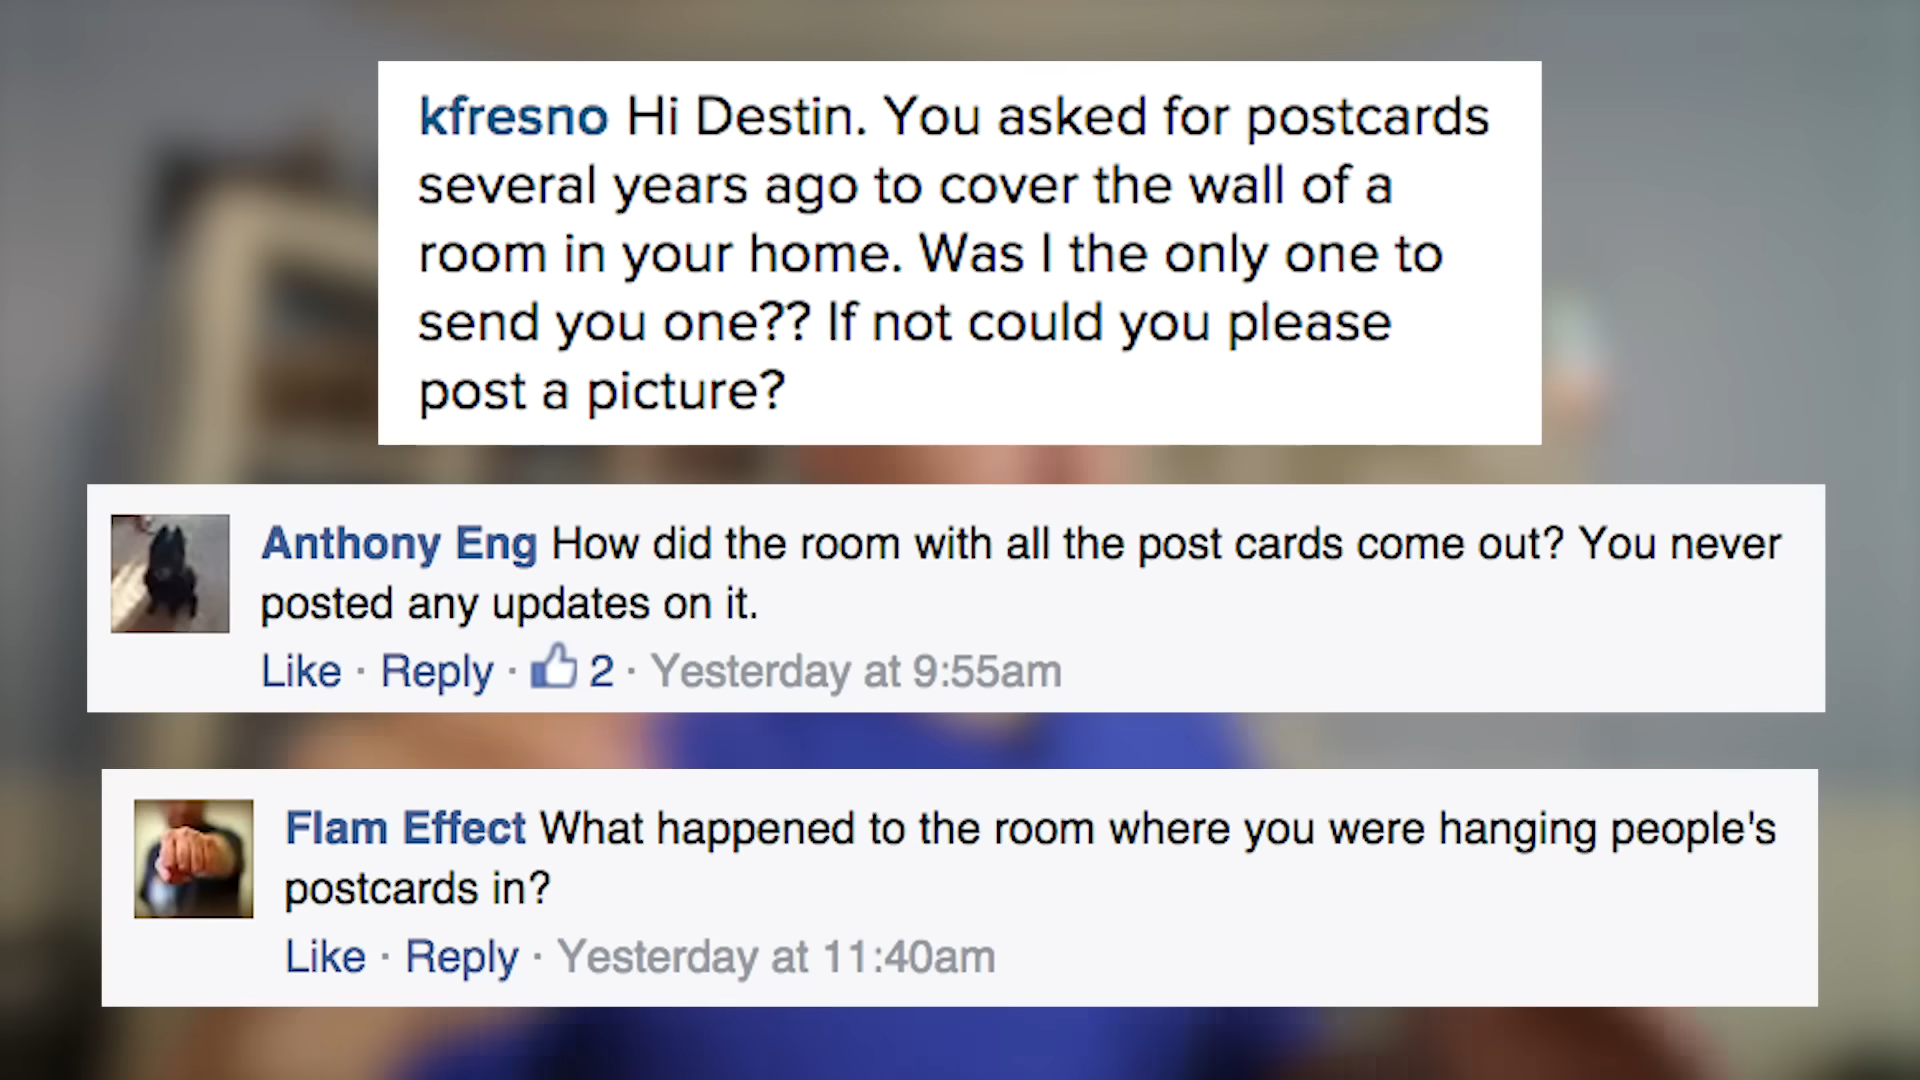 kfresno Hi Destin. You asked for postcards
several years ago to cover the wall of a
room in your home. Was I the only one to
send you one?? If not could you please
post a picture?
Anthony Eng How did the room with all the post cards come out? You never
posted any updates on it.
Like · Reply · 2 · Yesterday at 9:55am
Flam Effect What happened to the room where you were hanging people's
postcards in?
Like · Reply · Yesterday at 11:40am